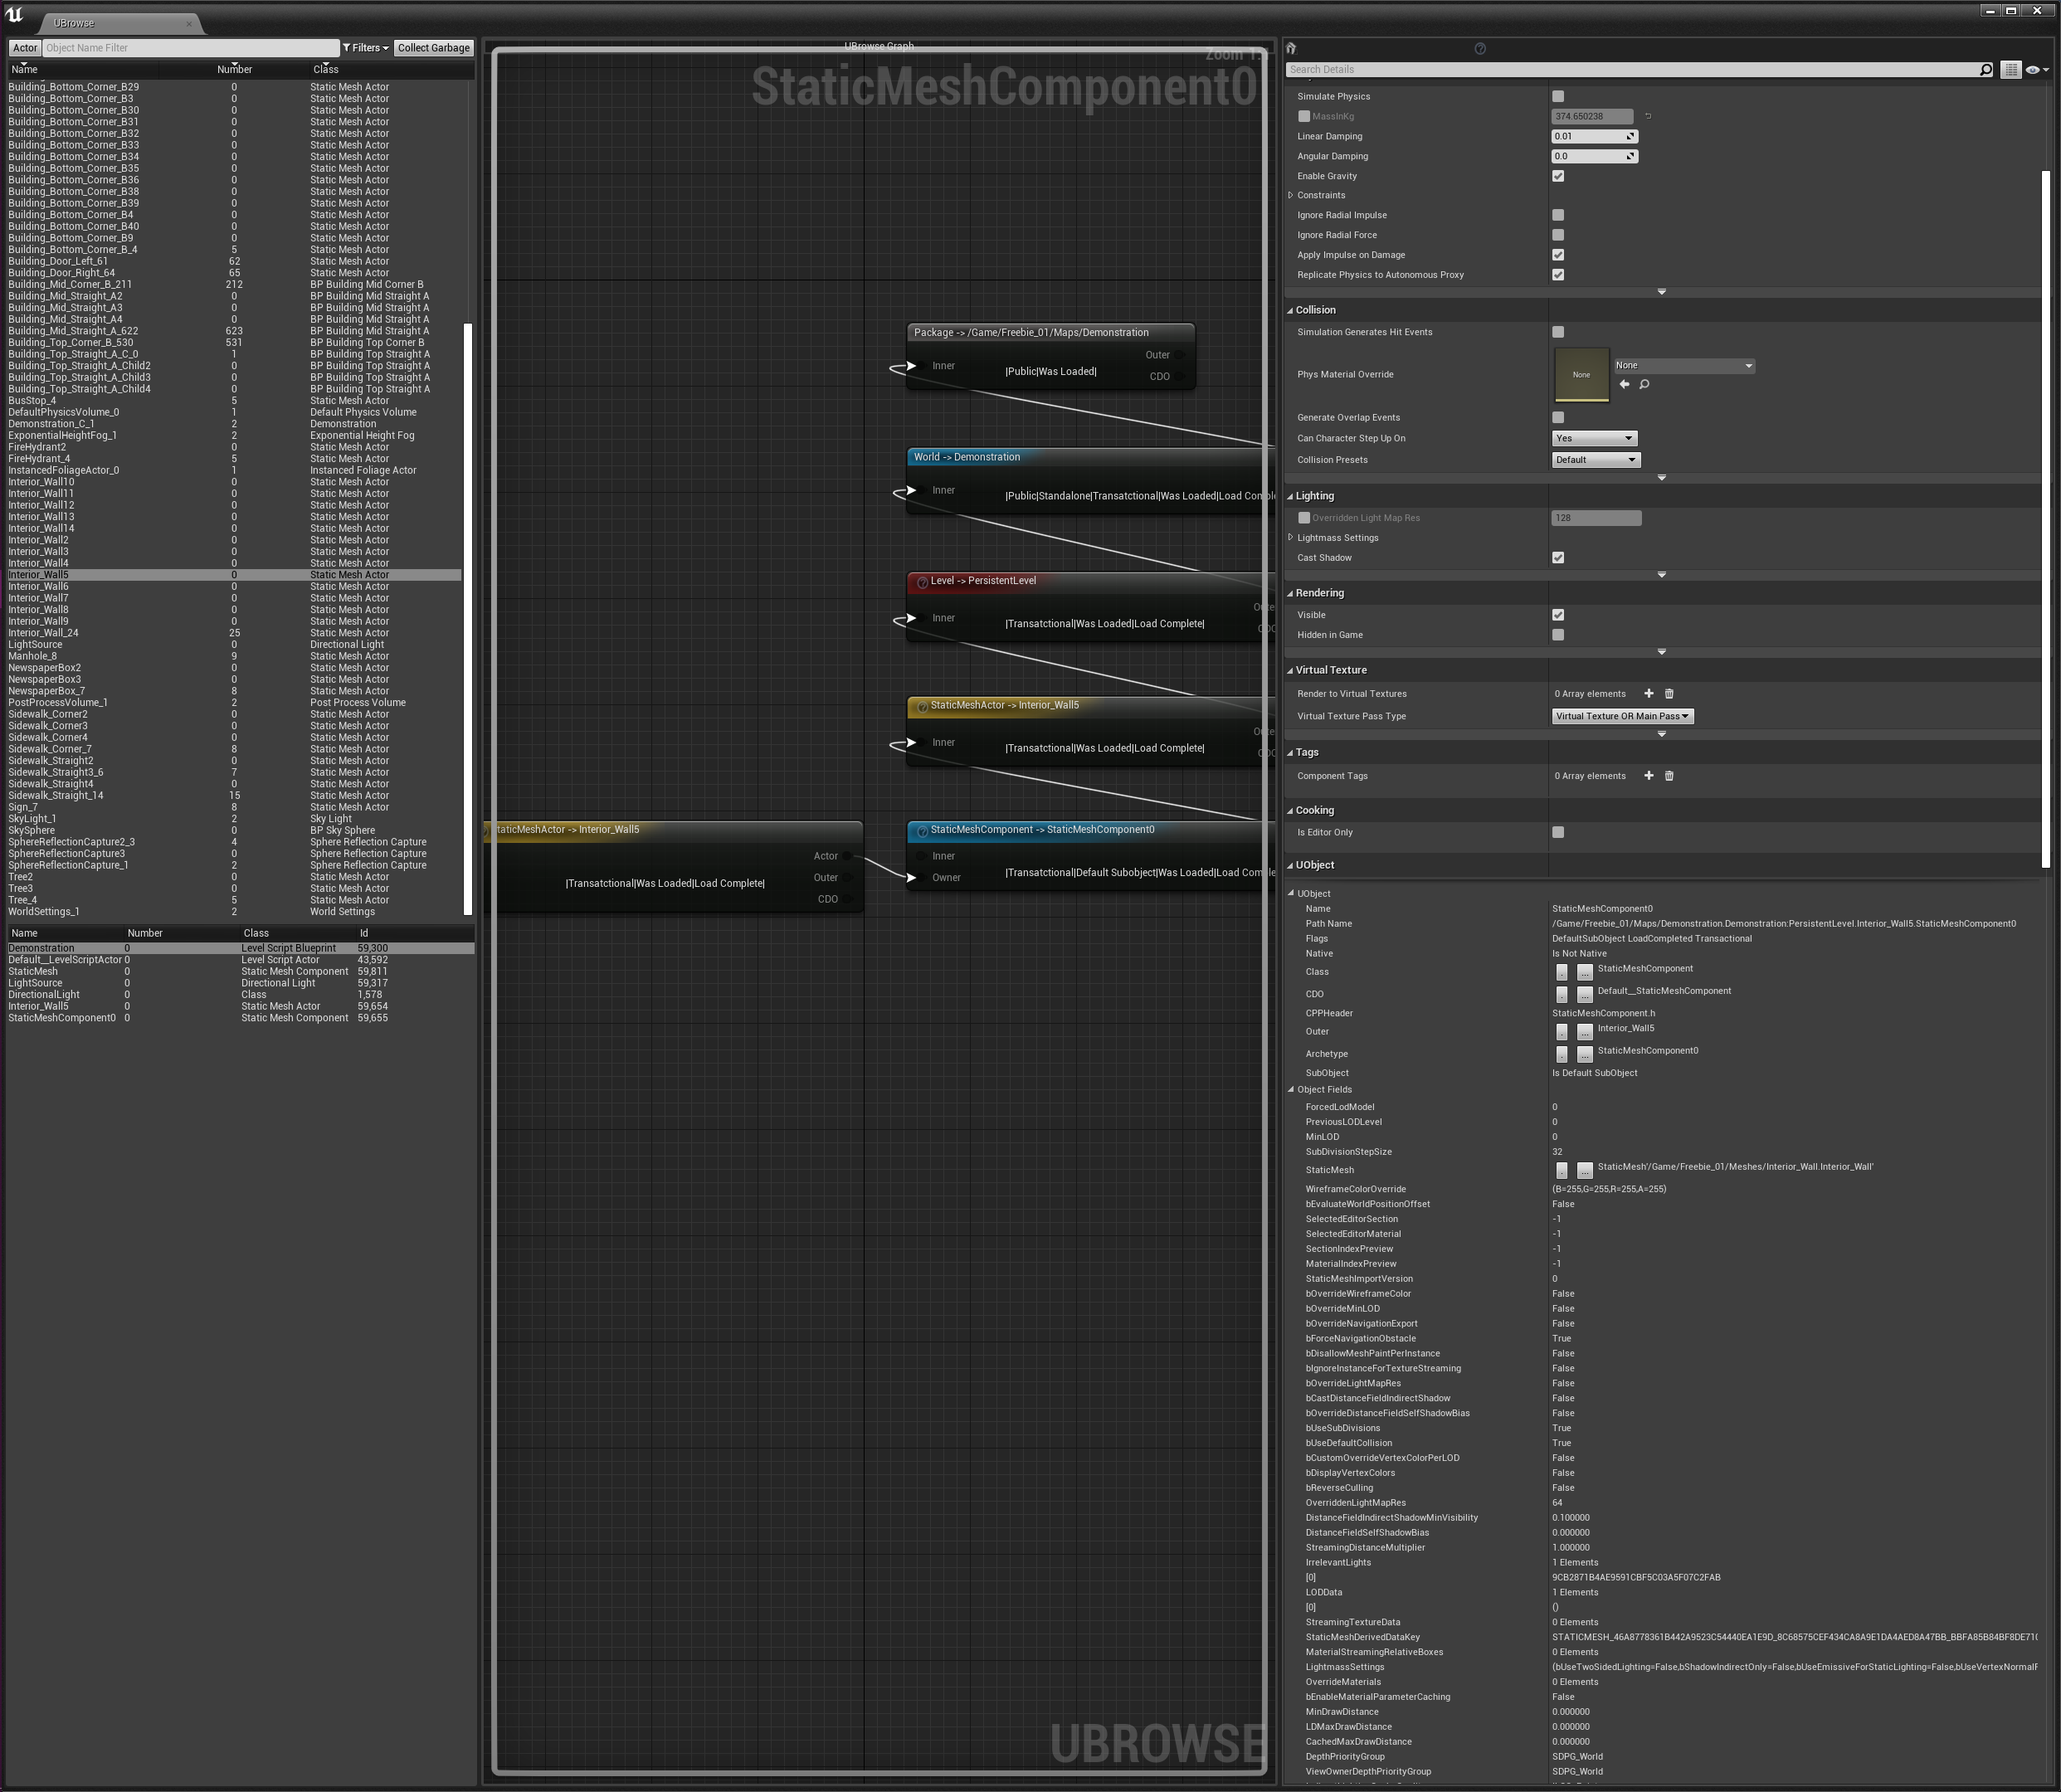 UBrowse
Actor Object Name Filter Filters Collect Garbage
Name Number Class
Building_Bottom_Corner_B29 0 Static Mesh Actor
Building_Bottom_Corner_B3 0 Static Mesh Actor
Building_Bottom_Corner_B30 0 Static Mesh Actor
Building_Bottom_Corner_B31 0 Static Mesh Actor
Building_Bottom_Corner_B32 0 Static Mesh Actor
Building_Bottom_Corner_B33 0 Static Mesh Actor
Building_Bottom_Corner_B34 0 Static Mesh Actor
Building_Bottom_Corner_B35 0 Static Mesh Actor
Building_Bottom_Corner_B36 0 Static Mesh Actor
Building_Bottom_Corner_B38 0 Static Mesh Actor
Building_Bottom_Corner_B39 0 Static Mesh Actor
Building_Bottom_Corner_B4 0 Static Mesh Actor
Building_Bottom_Corner_B40 0 Static Mesh Actor
Building_Bottom_Corner_B9 0 Static Mesh Actor
Building_Bottom_Corner_B_4 5 Static Mesh Actor
Building_Door_Left_61 62 Static Mesh Actor
Building_Door_Right_64 65 Static Mesh Actor
Building_Mid_Corner_B_211 212 BP Building Mid Corner B
Building_Mid_Straight_A2 0 BP Building Mid Straight A
Building_Mid_Straight_A3 0 BP Building Mid Straight A
Building_Mid_Straight_A4 0 BP Building Mid Straight A
Building_Mid_Straight_A_622 623 BP Building Mid Straight A
Building_Top_Corner_B_530 531 BP Building Top Corner B
Building_Top_Straight_A_C_0 1 BP Building Top Straight A
Building_Top_Straight_A_Child2 0 BP Building Top Straight A
Building_Top_Straight_A_Child3 0 BP Building Top Straight A
Building_Top_Straight_A_Child4 0 BP Building Top Straight A
BusStop_4 5 Static Mesh Actor
DefaultPhysicsVolume_0 1 Default Physics Volume
Demonstration_C_1 2 Demonstration
ExponentialHeightFog_1 2 Exponential Height Fog
FireHydrant2 0 Static Mesh Actor
FireHydrant_4 5 Static Mesh Actor
InstancedFoliageActor_0 1 Instanced Foliage Actor
Interior_Wall10 0 Static Mesh Actor
Interior_Wall11 0 Static Mesh Actor
Interior_Wall12 0 Static Mesh Actor
Interior_Wall13 0 Static Mesh Actor
Interior_Wall14 0 Static Mesh Actor
Interior_Wall2 0 Static Mesh Actor
Interior_Wall3 0 Static Mesh Actor
Interior_Wall4 0 Static Mesh Actor
Interior_Wall5 0 Static Mesh Actor
Interior_Wall6 0 Static Mesh Actor
Interior_Wall7 0 Static Mesh Actor
Interior_Wall8 0 Static Mesh Actor
Interior_Wall9 0 Static Mesh Actor
Interior_Wall_24 25 Static Mesh Actor
LightSource 0 Directional Light
Manhole_8 9 Static Mesh Actor
NewspaperBox2 0 Static Mesh Actor
NewspaperBox3 0 Static Mesh Actor
NewspaperBox_7 8 Static Mesh Actor
PostProcessVolume_1 2 Post Process Volume
Sidewalk_Corner2 0 Static Mesh Actor
Sidewalk_Corner3 0 Static Mesh Actor
Sidewalk_Corner4 0 Static Mesh Actor
Sidewalk_Corner_7 8 Static Mesh Actor
Sidewalk_Straight2 0 Static Mesh Actor
Sidewalk_Straight3_6 7 Static Mesh Actor
Sidewalk_Straight4 0 Static Mesh Actor
Sidewalk_Straight_14 15 Static Mesh Actor
Sign_7 8 Static Mesh Actor
SkyLight_1 2 Sky Light
SkySphere 0 BP Sky Sphere
SphereReflectionCapture2_3 4 Sphere Reflection Capture
SphereReflectionCapture3 0 Sphere Reflection Capture
SphereReflectionCapture_1 2 Sphere Reflection Capture
Tree2 0 Static Mesh Actor
Tree3 0 Static Mesh Actor
Tree_4 5 Static Mesh Actor
WorldSettings_1 2 World Settings
Name Number Class Id
Demonstration 0 Level Script Blueprint 59,300
Default__LevelScriptActor 0 Level Script Actor 43,592
StaticMesh 0 Static Mesh Component 59,811
LightSource 0 Directional Light 59,317
DirectionalLight 0 Class 1,578
Interior_Wall5 0 Static Mesh Actor 59,654
StaticMeshComponent0 0 Static Mesh Component 59,655
UBrowse Graph
Zoom 1:1
StaticMeshComponent0
Package -> /Game/Freebie_01/Maps/Demonstration
Outer
Inner
|Public|Was Loaded|
CDO
World -> Demonstration
Inner
|Public|Standalone|Transatctional|Was Loaded|Load Comple
Level -> PersistentLevel
Oute
Inner
|Transatctional|Was Loaded|Load Complete|
CDO
StaticMeshActor -> Interior_Wall5
Oute
Inner
|Transatctional|Was Loaded|Load Complete|
CDO
taticMeshActor -> Interior_Wall5
Actor
Outer
|Transatctional|Was Loaded|Load Complete|
CDO
StaticMeshComponent -> StaticMeshComponent0
Inner
|Transatctional|Default Subobject|Was Loaded|Load Comple
Owner
UBROWSE
Search Details
Simulate Physics
MassInKg 374.650238
Linear Damping 0.01
Angular Damping 0.0
Enable Gravity
Constraints
Ignore Radial Impulse
Ignore Radial Force
Apply Impulse on Damage
Replicate Physics to Autonomous Proxy
Collision
Simulation Generates Hit Events
Phys Material Override None None
Generate Overlap Events
Can Character Step Up On Yes
Collision Presets Default
Lighting
Overridden Light Map Res 128
Lightmass Settings
Cast Shadow
Rendering
Visible
Hidden in Game
Virtual Texture
Render to Virtual Textures 0 Array elements
Virtual Texture Pass Type Virtual Texture OR Main Pass
Tags
Component Tags 0 Array elements
Cooking
Is Editor Only
UObject
UObject
Name StaticMeshComponent0
Path Name /Game/Freebie_01/Maps/Demonstration.Demonstration:PersistentLevel.Interior_Wall5.StaticMeshComponent0
Flags DefaultSubObject LoadCompleted Transactional
Native Is Not Native
Class . ... StaticMeshComponent
CDO . ... Default__StaticMeshComponent
CPPHeader StaticMeshComponent.h
Outer . ... Interior_Wall5
Archetype . ... StaticMeshComponent0
SubObject Is Default SubObject
Object Fields
ForcedLodModel 0
PreviousLODLevel 0
MinLOD 0
SubDivisionStepSize 32
StaticMesh . ... StaticMesh'/Game/Freebie_01/Meshes/Interior_Wall.Interior_Wall'
WireframeColorOverride (B=255,G=255,R=255,A=255)
bEvaluateWorldPositionOffset False
SelectedEditorSection -1
SelectedEditorMaterial -1
SectionIndexPreview -1
MaterialIndexPreview -1
StaticMeshImportVersion 0
bOverrideWireframeColor False
bOverrideMinLOD False
bOverrideNavigationExport False
bForceNavigationObstacle True
bDisallowMeshPaintPerInstance False
bIgnoreInstanceForTextureStreaming False
bOverrideLightMapRes False
bCastDistanceFieldIndirectShadow False
bOverrideDistanceFieldSelfShadowBias False
bUseSubDivisions True
bUseDefaultCollision True
bCustomOverrideVertexColorPerLOD False
bDisplayVertexColors False
bReverseCulling False
OverriddenLightMapRes 64
DistanceFieldIndirectShadowMinVisibility 0.100000
DistanceFieldSelfShadowBias 0.000000
StreamingDistanceMultiplier 1.000000
IrrelevantLights 1 Elements
[0] 9CB2871B4AE9591CBF5C03A5F07C2FAB
LODData 1 Elements
[0] ()
StreamingTextureData 0 Elements
StaticMeshDerivedDataKey STATICMESH_46A8778361B442A9523C54440EA1E9D_8C68575CEF434CA8A9E1DA4AED8A47BB_BBFA85B84BF8DE71(
MaterialStreamingRelativeBoxes 0 Elements
LightmassSettings (bUseTwoSidedLighting=False,bShadowIndirectOnly=False,bUseEmissiveForStaticLighting=False,bUseVertexNormalF
OverrideMaterials 0 Elements
bEnableMaterialParameterCaching False
MinDrawDistance 0.000000
LDMaxDrawDistance 0.000000
CachedMaxDrawDistance 0.000000
DepthPriorityGroup SDPG_World
ViewOwnerDepthPriorityGroup SDPG_World